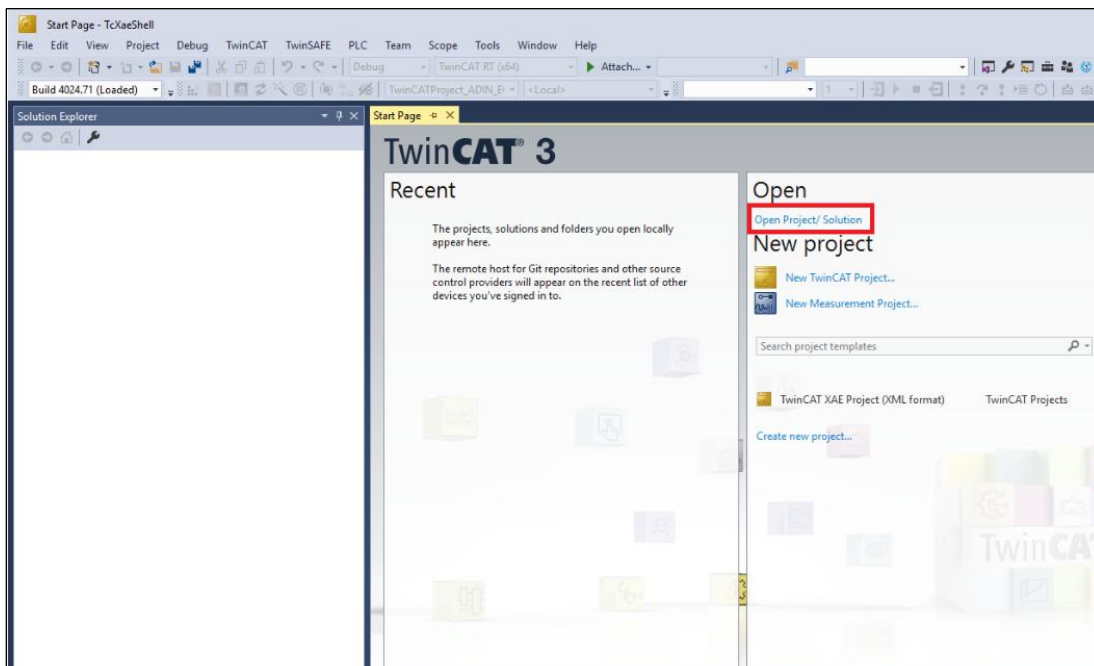 Start Page - TcXaeShell
File Edit View Project Debug TwinCAT TwinSAFE PLC Team Scope Tools Window Help
Debug TwinCAT RT (x64) Attach...
Build 4024.71 (Loaded) TwinCATProject_ADIN_E <Local> 1
Solution Explorer
Start Page
TwinCAT® 3
Recent
The projects, solutions and folders you open locally
appear here.
The remote host for Git repositories and other source
control providers will appear on the recent list of other
devices you've signed in to.
Open
Open Project/ Solution
New project
New TwinCAT Project...
New Measurement Project...
Search project templates
TwinCAT XAE Project (XML format) TwinCAT Projects
Create new project...
TwinCA